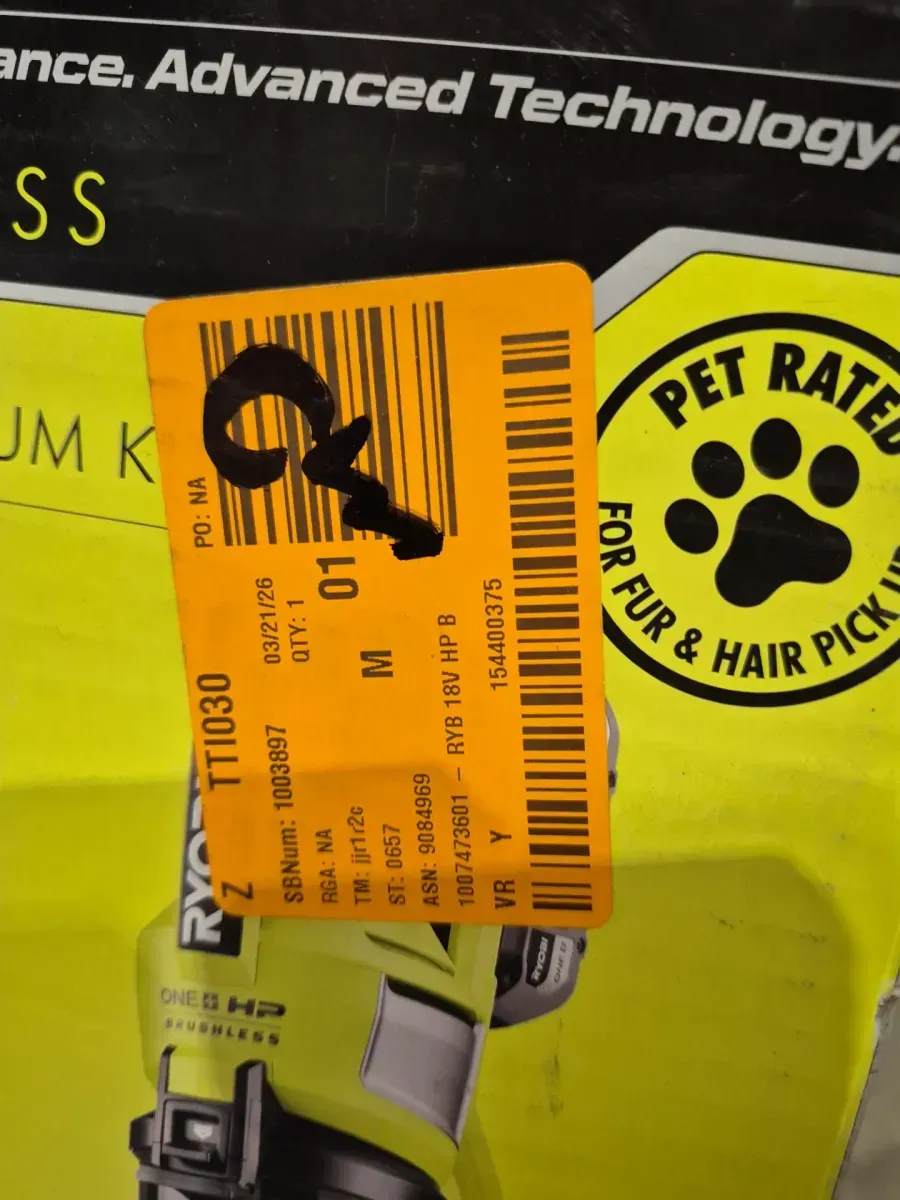 ance. Advanced Technology.
SS
UM K
PET RATED
FOR FUR & HAIR PICK U
Z TTI030
PO: NA
SBNum: 1003897 03/21/26
RGA: NA QTY: 1
TM: jjr1r2c 01
ST: 0657 M
ASN: 9084969
1007473601 – RYB 18V HP B
VR Y 154400375
RYOBI
ONE+ HP
BRUSHLESS
RYOBI
ONE+